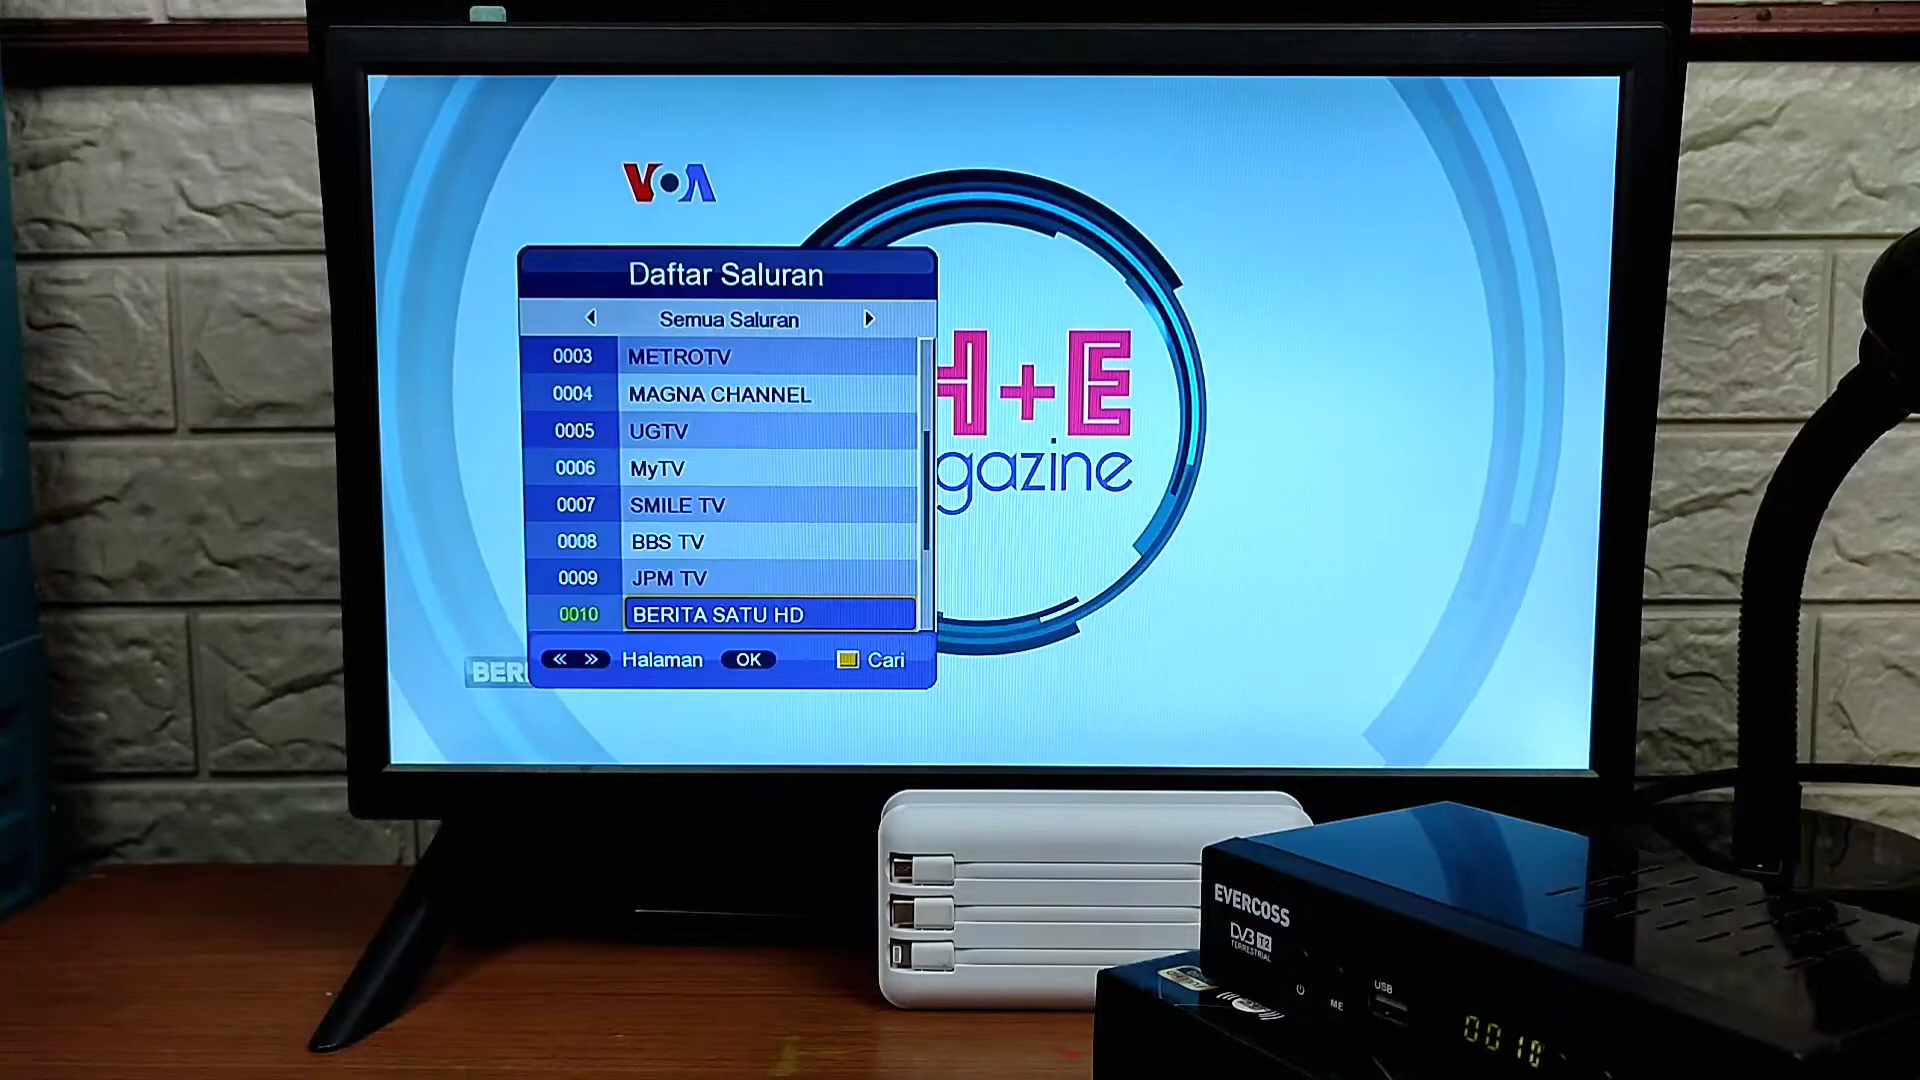 VOA
Daftar Saluran
Semua Saluran
0003 METROTV
0004 MAGNA CHANNEL
0005 UGTV
0006 MyTV
0007 SMILE TV
0008 BBS TV
0009 JPM TV
0010 BERITA SATU HD
« » Halaman OK Cari
H+E
gazine
BERI
EVERCOSS
DVB T2
TERRESTRIAL
USB
0010